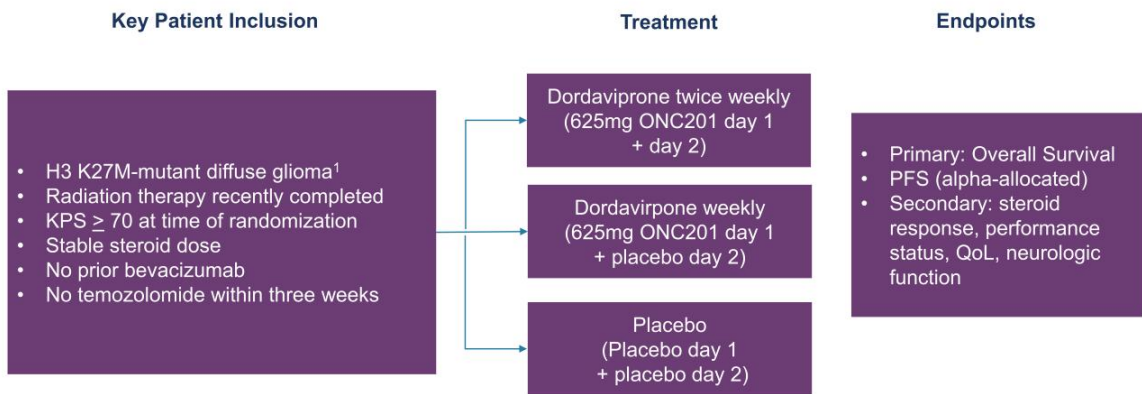 Key Patient Inclusion
Treatment
Endpoints
• H3 K27M-mutant diffuse glioma¹
• Radiation therapy recently completed
• KPS ≥ 70 at time of randomization
• Stable steroid dose
• No prior bevacizumab
• No temozolomide within three weeks
Dordaviprone twice weekly
(625mg ONC201 day 1
+ day 2)
Dordavirpone weekly
(625mg ONC201 day 1
+ placebo day 2)
Placebo
(Placebo day 1
+ placebo day 2)
• Primary: Overall Survival
• PFS (alpha-allocated)
• Secondary: steroid
response, performance
status, QoL, neurologic
function